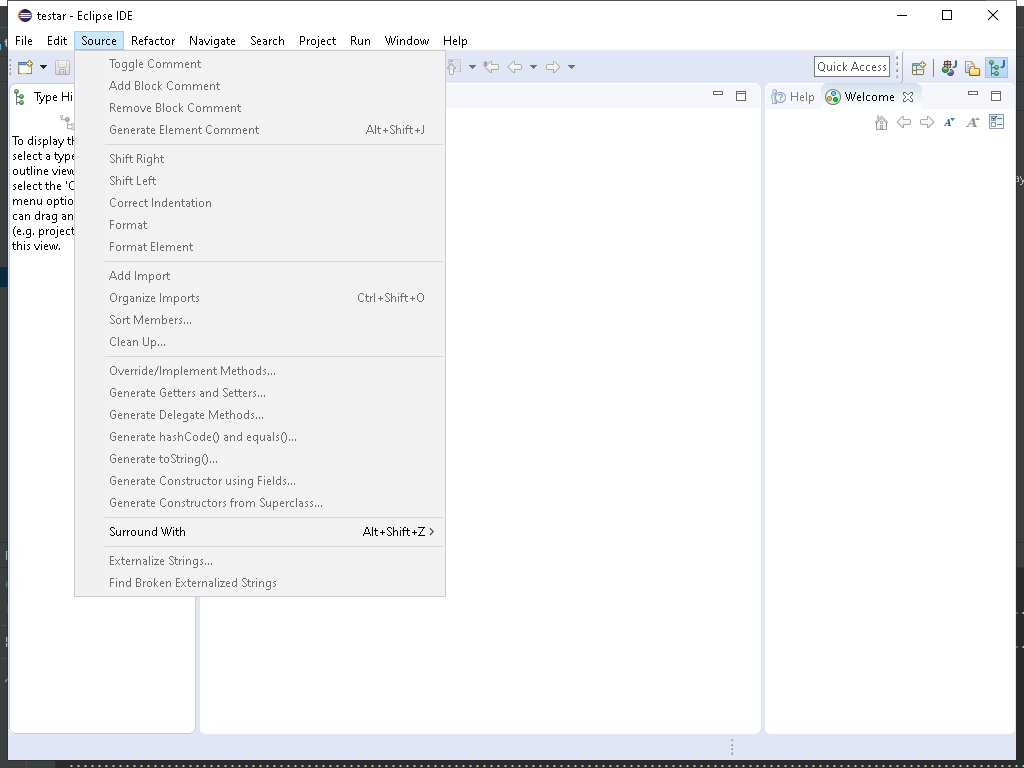 testar - Eclipse IDE
File Edit Source Refactor Navigate Search Project Run Window Help
Quick Access
Type Hi
To display th
select a type
outline view
select the 'O
menu optio
can drag an
(e.g. project
this view.
Toggle Comment
Add Block Comment
Remove Block Comment
Generate Element Comment Alt+Shift+J
Shift Right
Shift Left
Correct Indentation
Format
Format Element
Add Import
Organize Imports Ctrl+Shift+O
Sort Members...
Clean Up...
Override/Implement Methods...
Generate Getters and Setters...
Generate Delegate Methods...
Generate hashCode() and equals()...
Generate toString()...
Generate Constructor using Fields...
Generate Constructors from Superclass...
Surround With Alt+Shift+Z
Externalize Strings...
Find Broken Externalized Strings
Help Welcome